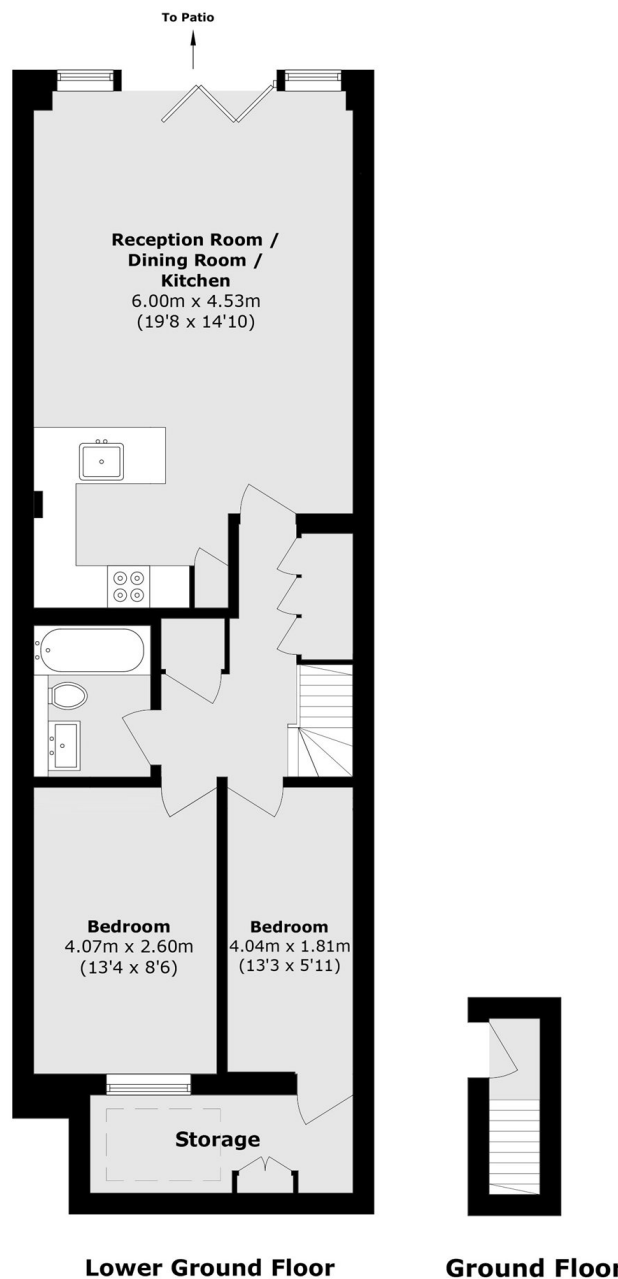 To Patio
Reception Room /
Dining Room /
Kitchen
6.00m x 4.53m
(19'8 x 14'10)
Bedroom
4.07m x 2.60m
(13'4 x 8'6)
Bedroom
4.04m x 1.81m
(13'3 x 5'11)
Storage
Lower Ground Floor
Ground Floor